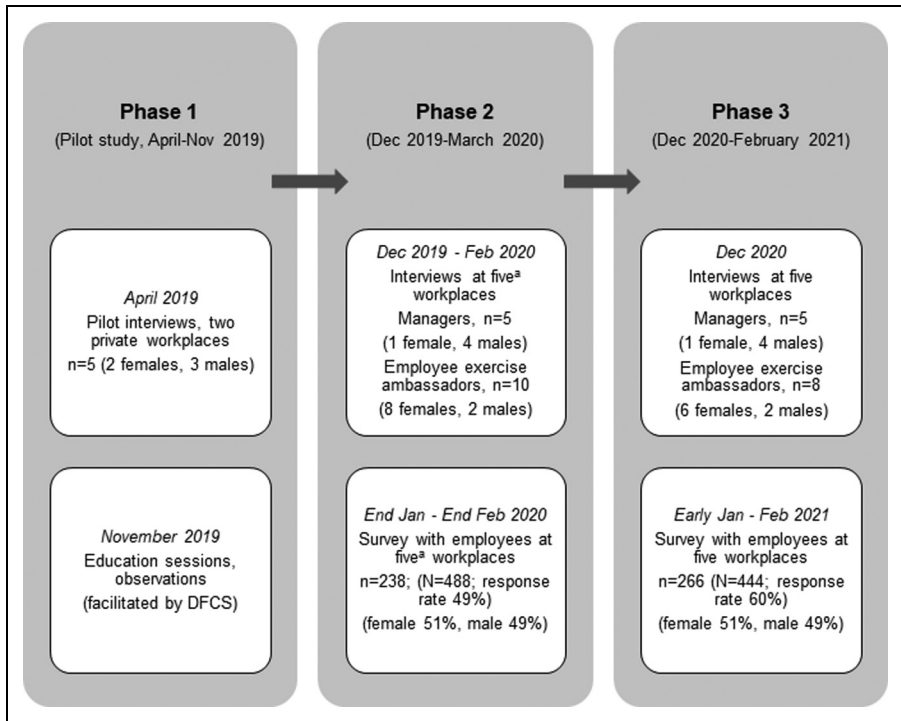 Phase 1
(Pilot study, April-Nov 2019)
April 2019
Pilot interviews, two
private workplaces
n=5 (2 females, 3 males)
November 2019
Education sessions,
observations
(facilitated by DFCS)
Phase 2
(Dec 2019-March 2020)
Dec 2019 - Feb 2020
Interviews at fiveª
workplaces
Managers, n=5
(1 female, 4 males)
Employee exercise
ambassadors, n=10
(8 females, 2 males)
End Jan - End Feb 2020
Survey with employees at
fiveª workplaces
n=238; (N=488; response
rate 49%)
(female 51%, male 49%)
Phase 3
(Dec 2020-February 2021)
Dec 2020
Interviews at five
workplaces
Managers, n=5
(1 female, 4 males)
Employee exercise
ambassadors, n=8
(6 females, 2 males)
Early Jan - Feb 2021
Survey with employees at
five workplaces
n=266 (N=444; response
rate 60%)
(female 51%, male 49%)